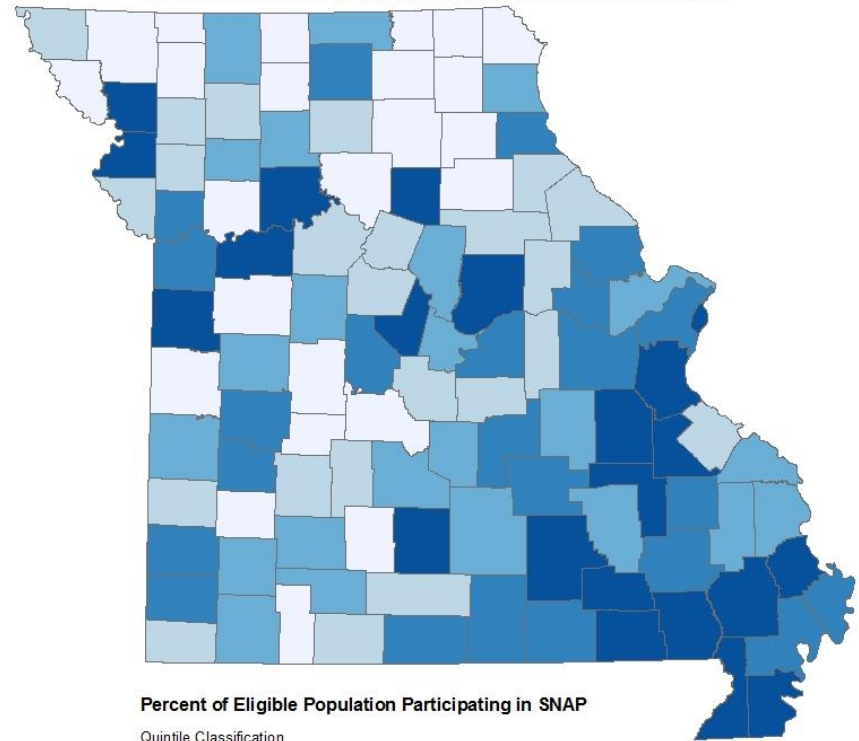 Percent of Eligible Population Participating in SNAP
Quintile Classification